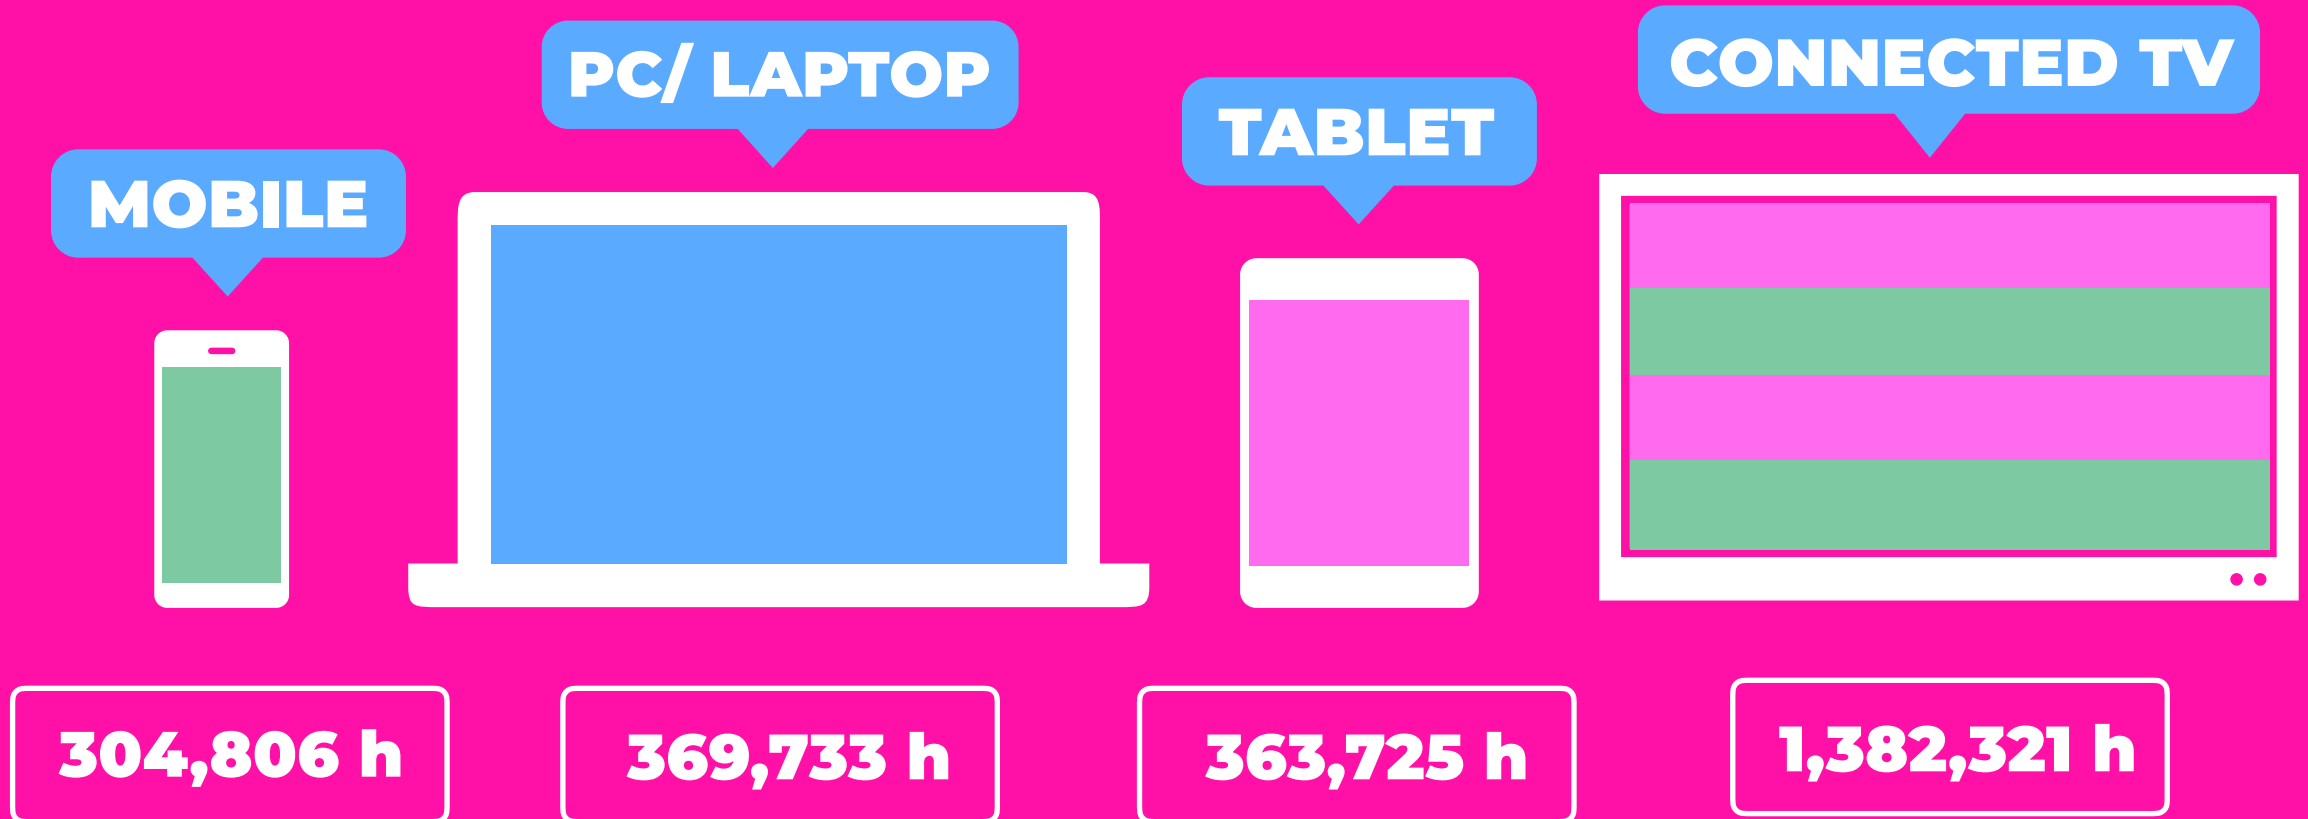 MOBILE
PC/ LAPTOP
TABLET
CONNECTED TV
304,806 h
369,733 h
363,725 h
1,382,321 h